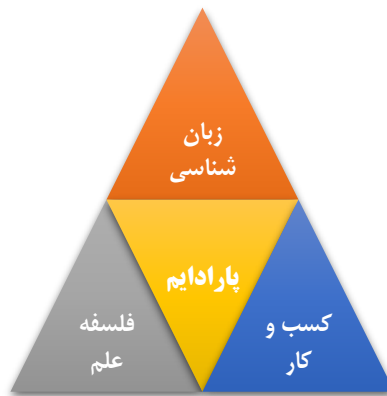 زبان
شناسی
پارادایم
کسب و
کار
فلسفه
علم